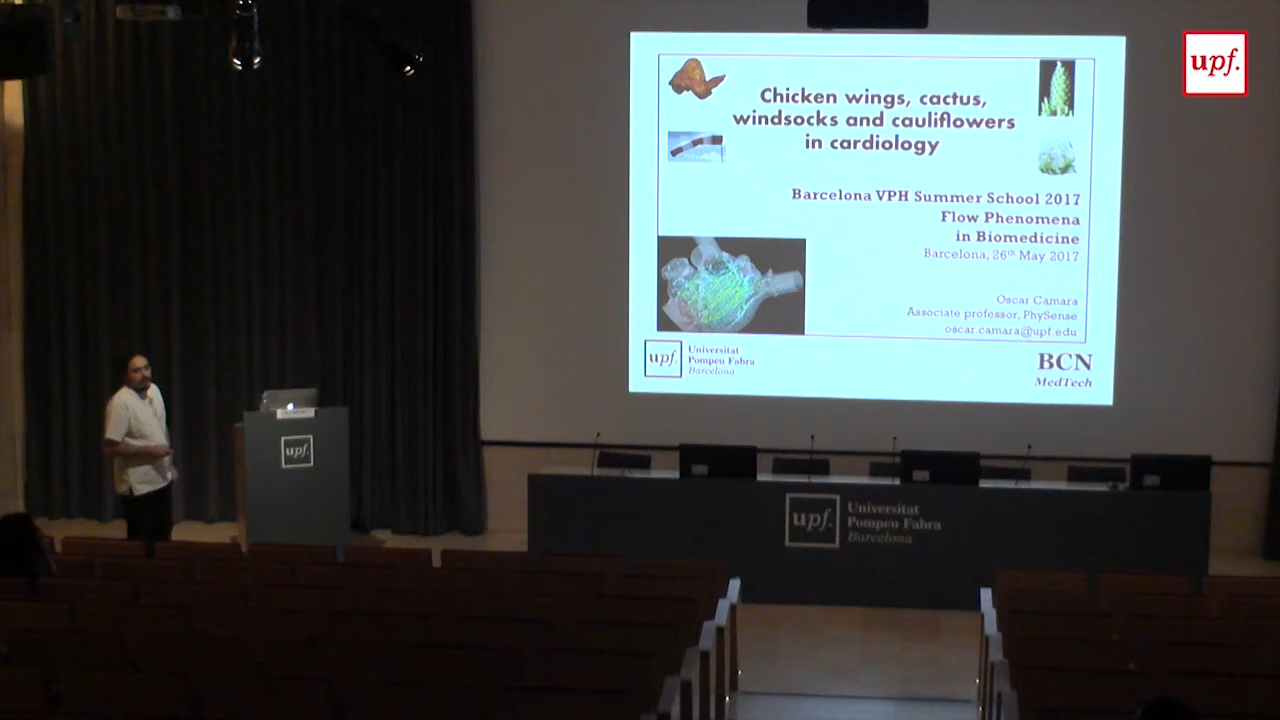 Chicken wings, cactus,
windsocks and cauliflowers
in cardiology
Barcelona VPH Summer School 2017
Flow Phenomena
in Biomedicine
Barcelona, 26th May 2017
Oscar Camara
Associate professor, PhySense
oscar.camara@upf.edu
upf.
Universitat
Pompeu Fabra
Barcelona
BCN
MedTech
upf.
upf.
upf.
Universitat
Pompeu Fabra
Barcelona